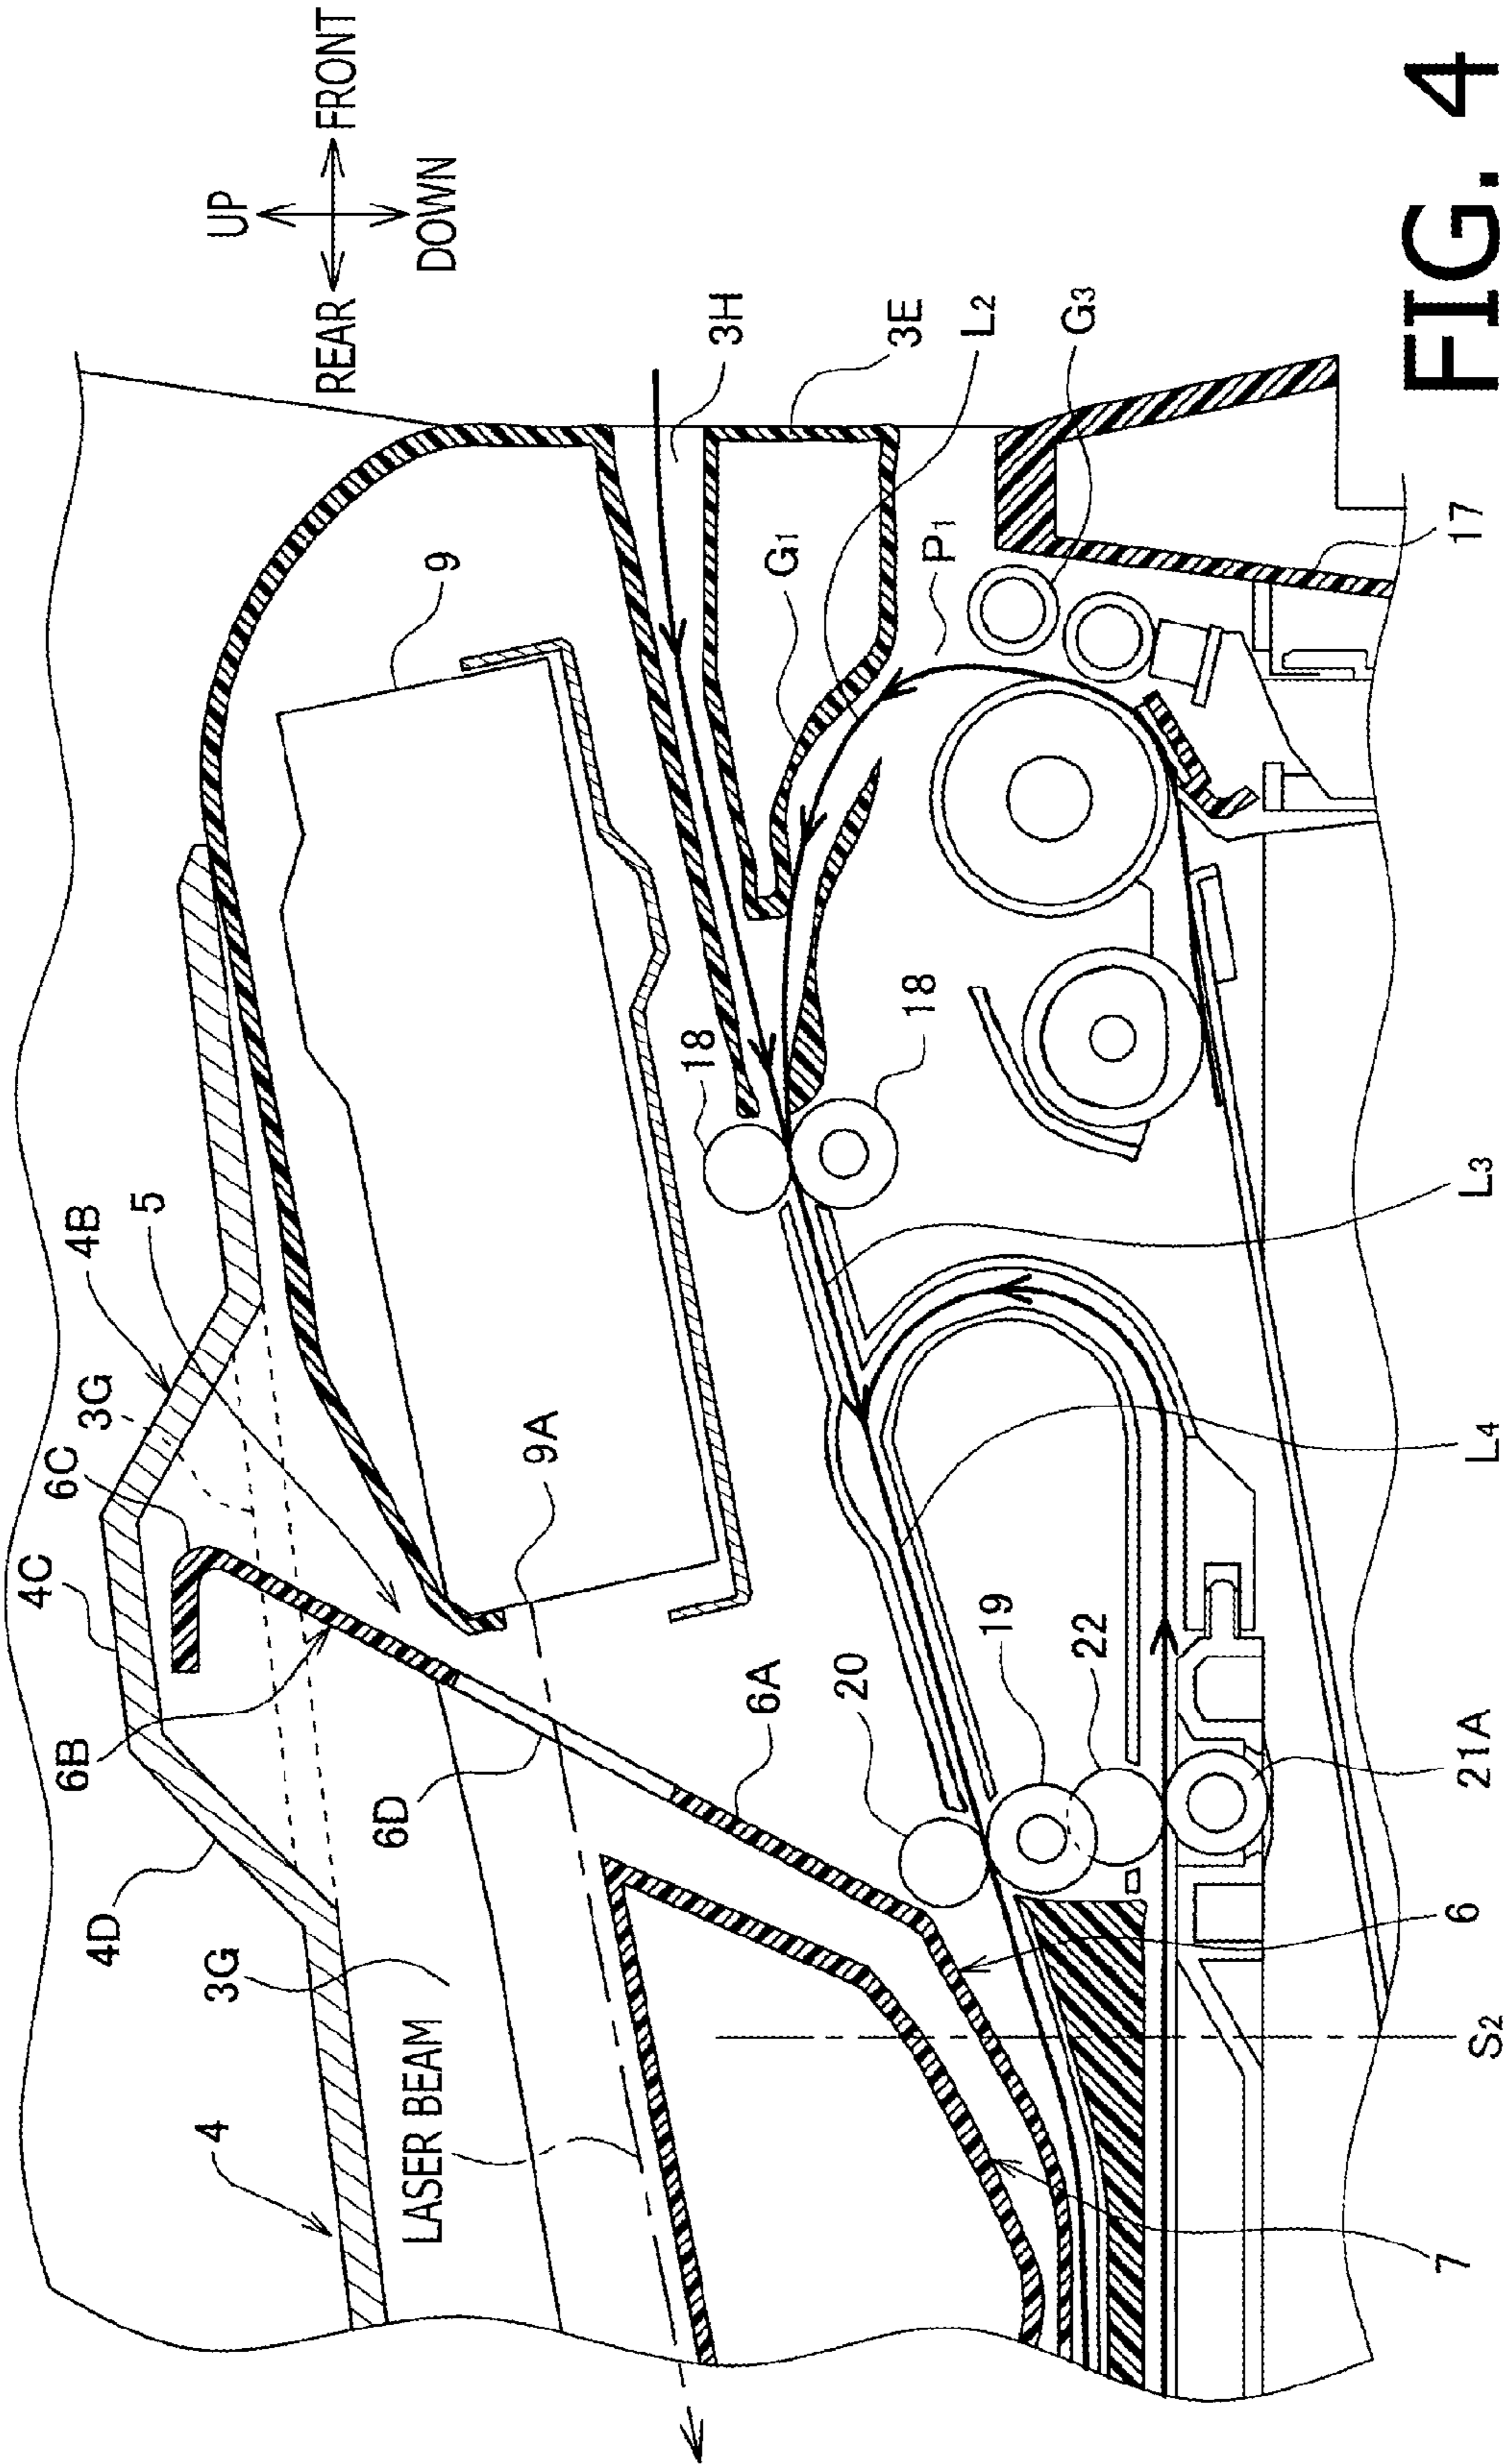 UP
REAR
FRONT
DOWN
3H
3E
L2
G3
9
G1
P1
17
18
18
5
4B
3G
6C
4C
9A
L3
L4
6B
6D
6A
20
19
22
21A
4D
3G
6
LASER BEAM
S2
4
7
FIG. 4